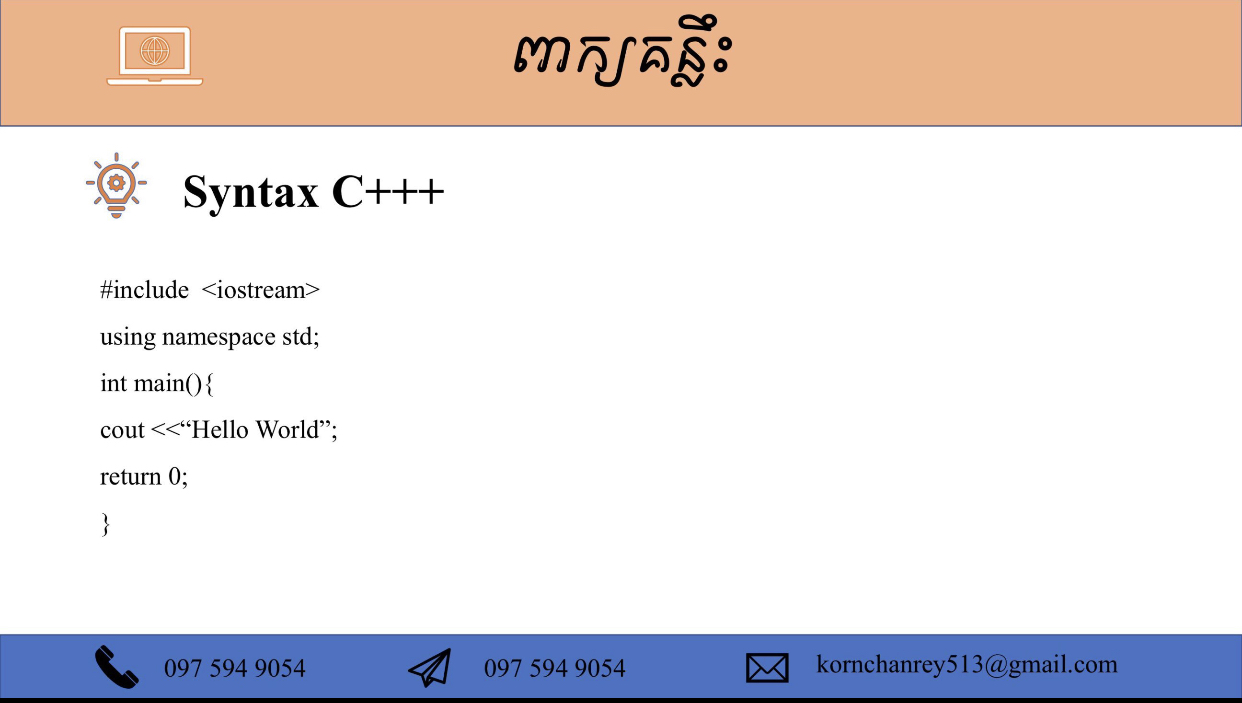 ពាក្យគន្លឹះ
Syntax C+++
#include <iostream>
using namespace std;
int main(){
cout <<“Hello World”;
return 0;
}
097 594 9054 097 594 9054 kornchanrey513@gmail.com